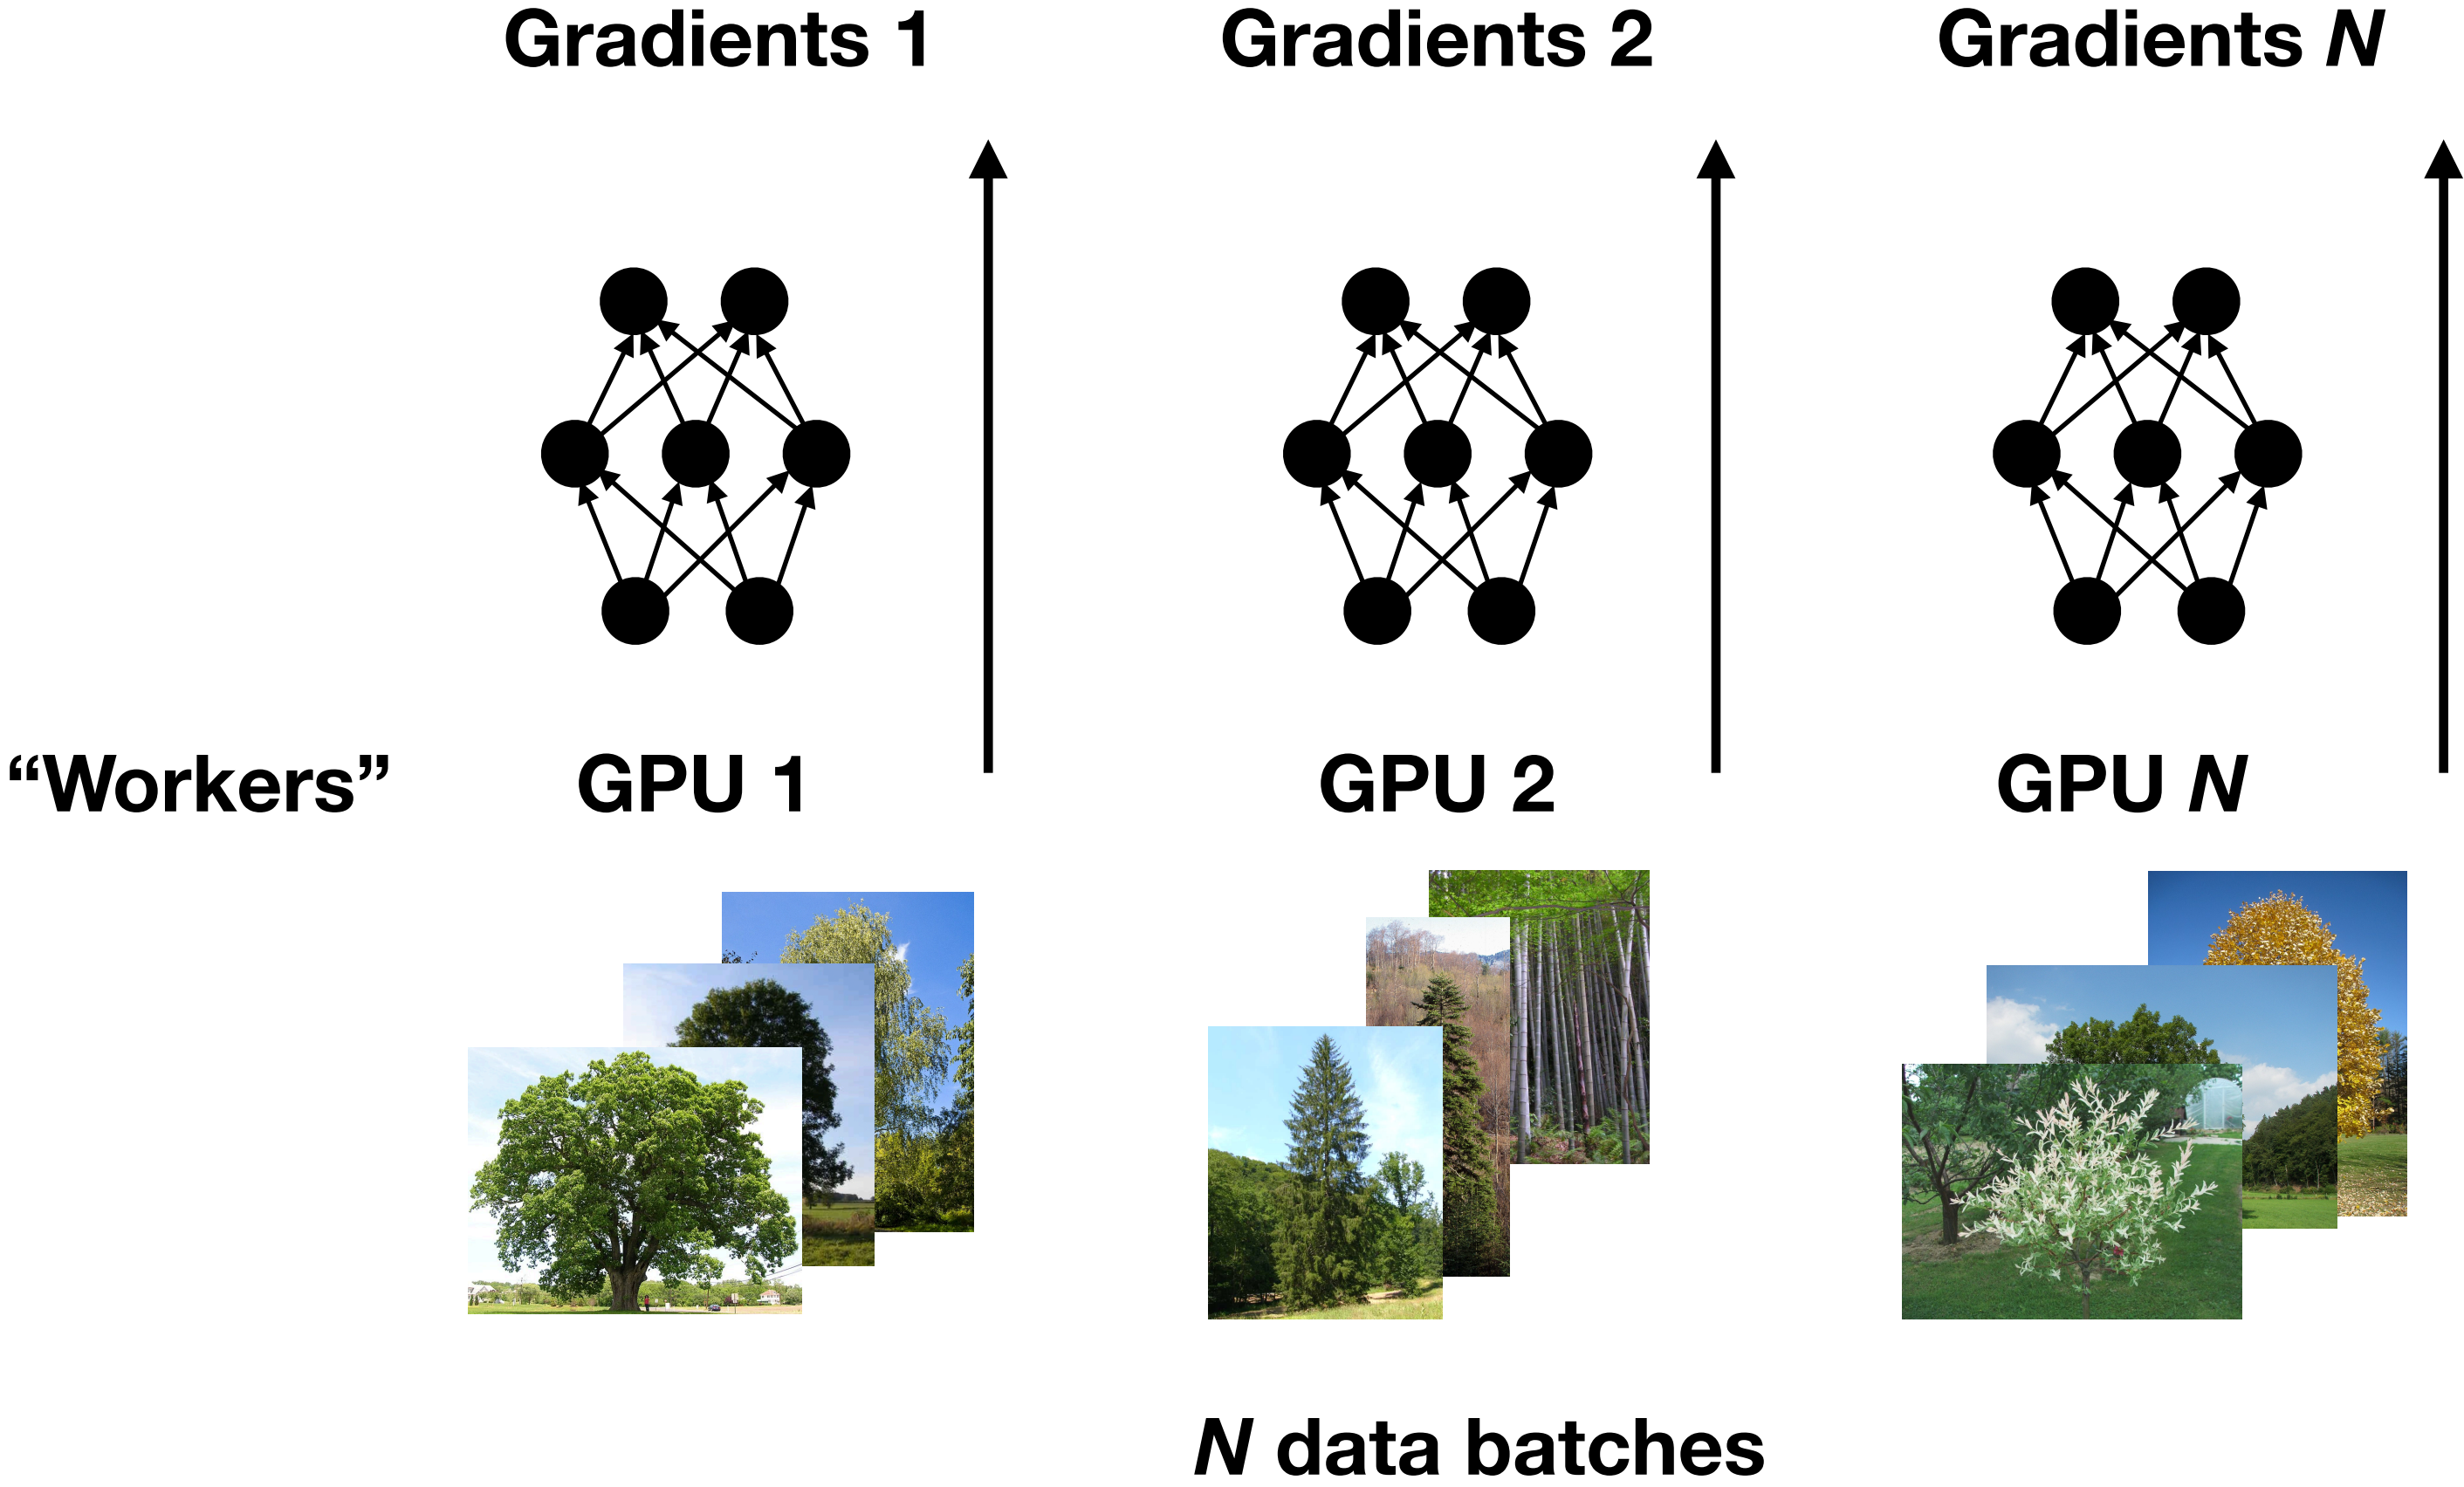 Gradients 1
Gradients 2
Gradients N
“Workers”
GPU 1
GPU 2
GPU N
N data batches